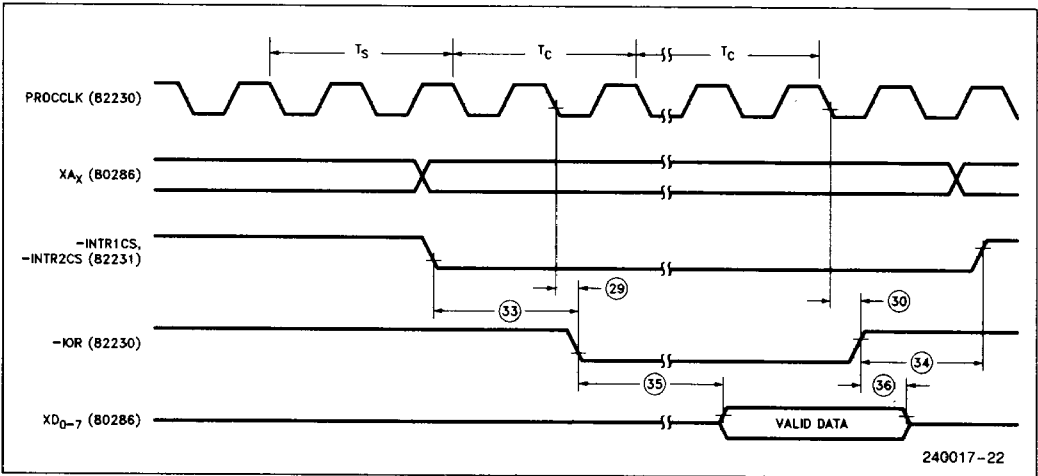 T_S T_C T_C
PROCCLK (82230)
XA_X (80286)
-INTR1CS,
-INTR2CS (82231)
29
33
30
-IOR (82230)
34
35
36
XD_0-7 (80286)
VALID DATA
240017-22